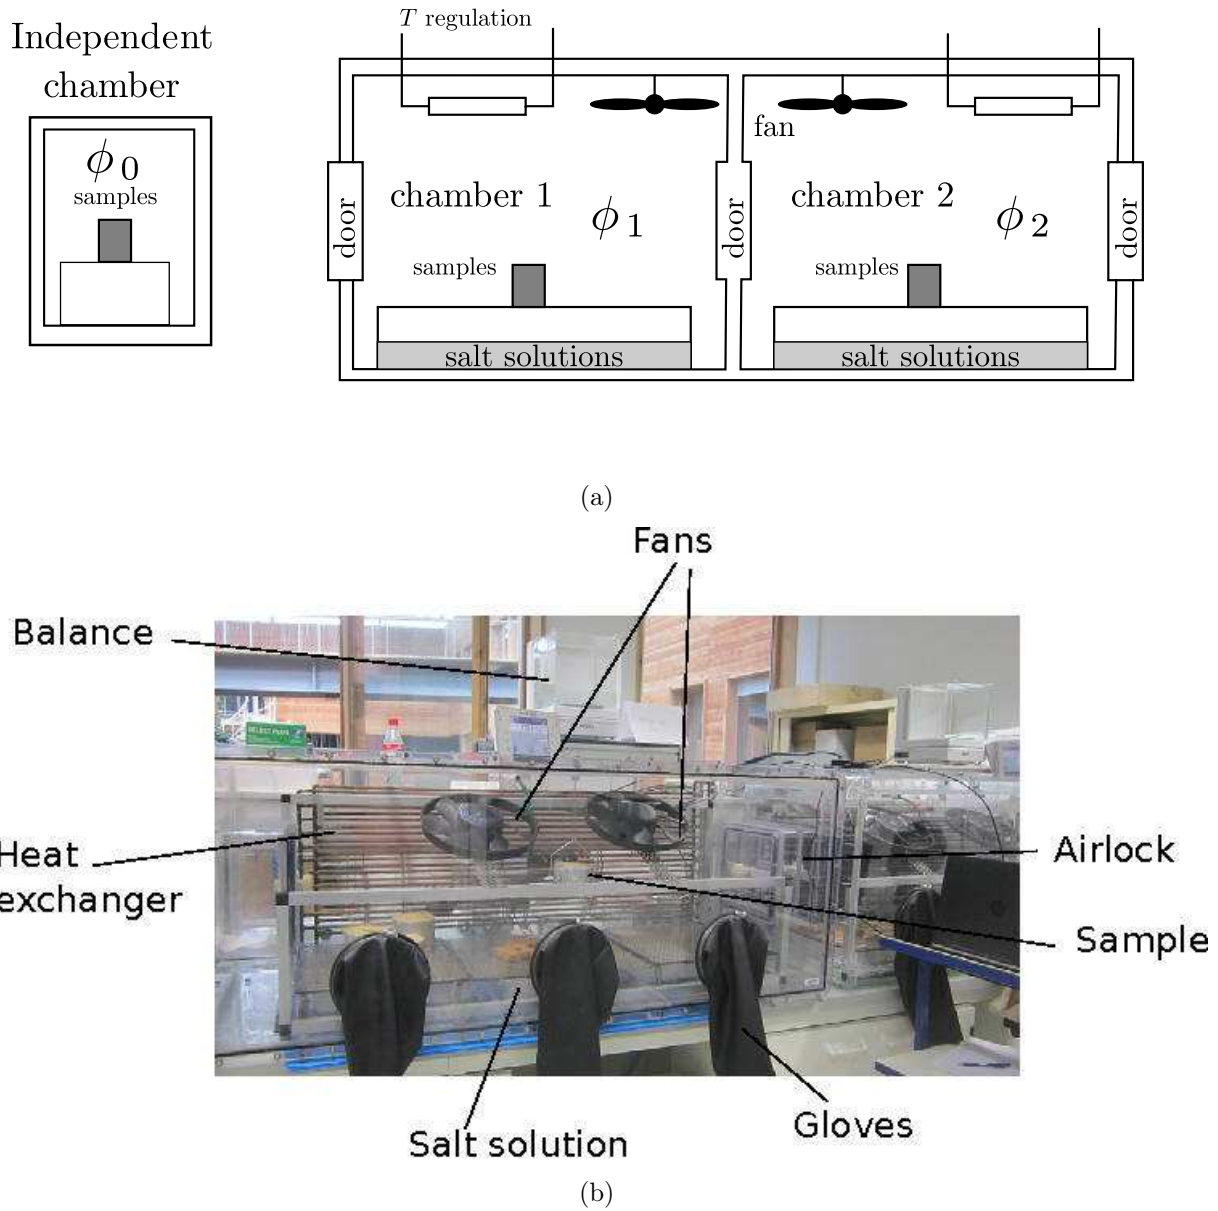 Independent
chamber
ϕ0
samples
T regulation
fan
chamber 1
ϕ1
chamber 2
ϕ2
door
door
door
samples
samples
salt solutions
salt solutions
(a)
Fans
Balance
SELECT
Heat
exchanger
Airlock
Sample
Salt solution
Gloves
(b)